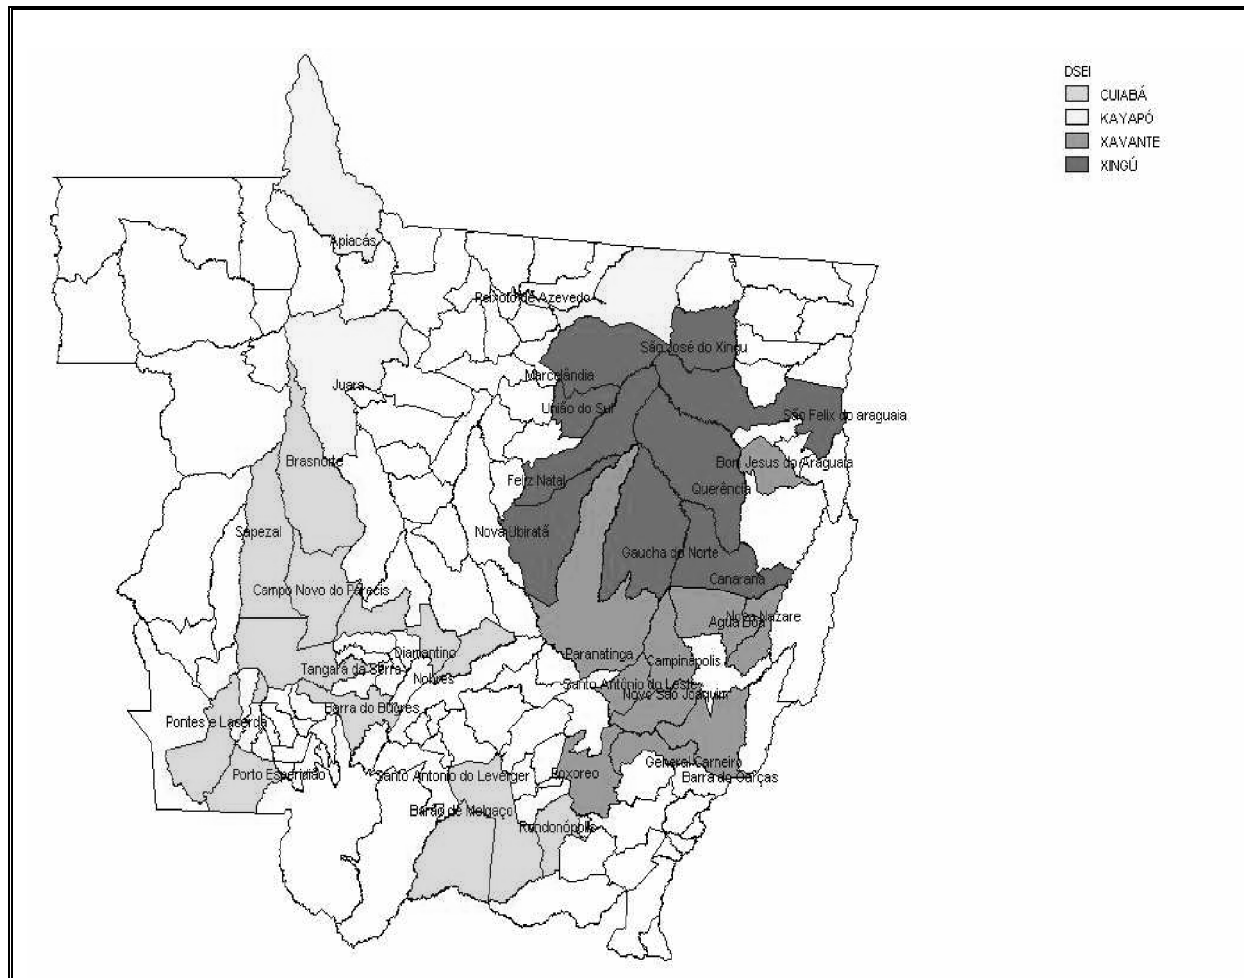 DSEI
CUIABÁ
KAYAPÓ
XAVANTE
XINGÚ
Apiacás
Peixoto de Azevedo
São José do Xingu
Marcelândia
Juara
União do Sul
São Felix do araguaia
Brasnorte
Bom Jesus do Araguaia
Feliz Natal
Querência
Sapezal
Nova Ubiratã
Gaucha do Norte
Canarana
Campo Novo do Parecis
Novo Nazare
Agua Boa
Diamantino
Paranatinga
Campinápolis
Tangará da Serra
Nobres
Santo Antônio do Leste
Novo São Joaquim
Barra do Bugres
Pontes e Lacerda
General Carneiro
Porto Esperidião
Santo Antonio do Leverger
Poxoreo
Barra do Garças
Barão de Melgaço
Rondonópolis